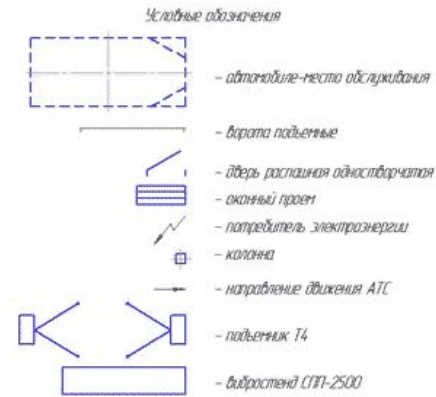 Условные обозначения
- автомобиле-место обслуживания
- ворота подъемные
- дверь распашная одностворчатая
- оконный проем
- потребитель электроэнергии
- колонна
- направление движения АТС
- подъемник Т4
- вибростенд СПП-2500